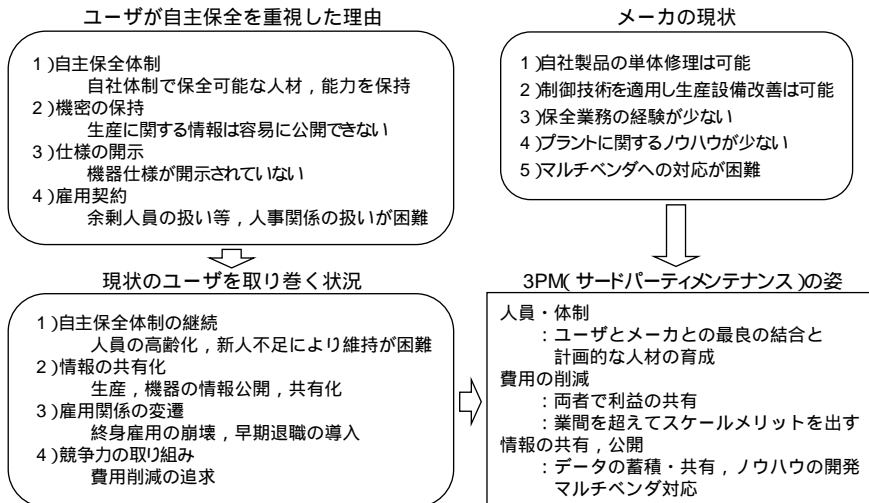 ユーザが自主保全を重視した理由
1)自主保全体制
自社体制で保全可能な人材，能力を保持
2)機密の保持
生産に関する情報は容易に公開できない
3)仕様の開示
機器仕様が開示されていない
4)雇用契約
余剰人員の扱い等，人事関係の扱いが困難
現状のユーザを取り巻く状況
1)自主保全体制の継続
人員の高齢化，新人不足により維持が困難
2)情報の共有化
生産，機器の情報公開，共有化
3)雇用関係の変遷
終身雇用の崩壊，早期退職の導入
4)競争力の取り組み
費用削減の追求
メーカの現状
1)自社製品の単体修理は可能
2)制御技術を適用し生産設備改善は可能
3)保全業務の経験が少ない
4)プラントに関するノウハウが少ない
5)マルチベンダへの対応が困難
3PM(サードパーティメンテナンス)の姿
人員・体制
：ユーザとメーカとの最良の結合と
計画的な人材の育成
費用の削減
：両者で利益の共有
：業間を超えてスケールメリットを出す
情報の共有，公開
：データの蓄積・共有，ノウハウの開発
マルチベンダ対応